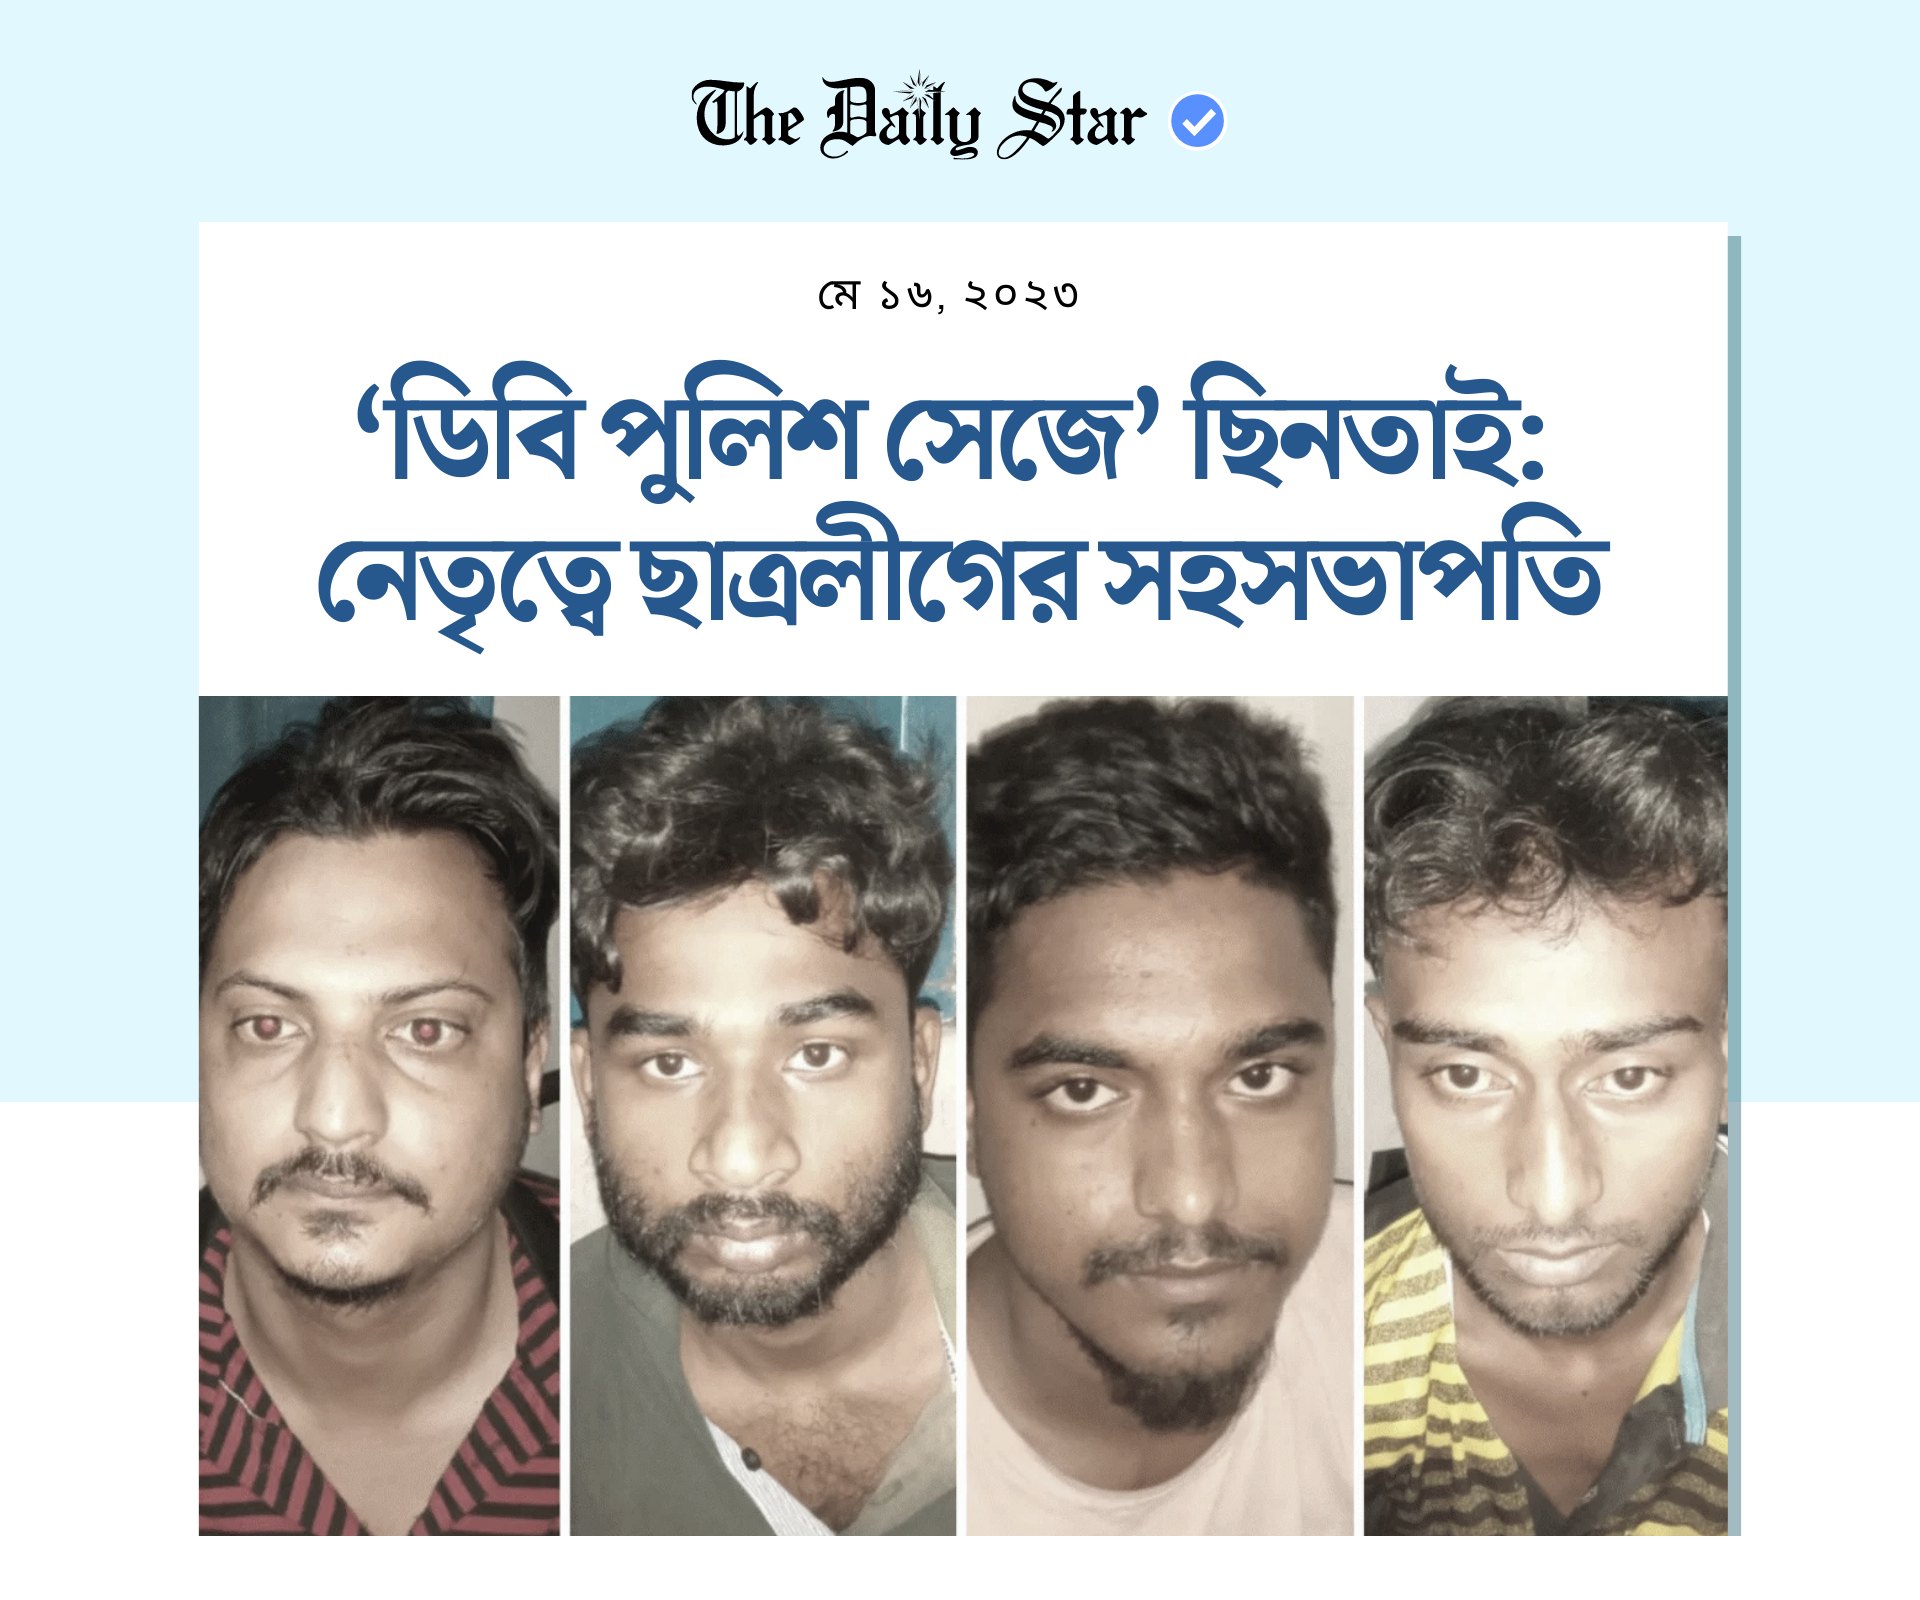 The Daily Star
মে ১৬, ২০২৩
‘ডিবি পুলিশ সেজে’ ছিনতাই:
নেতৃত্বে ছাত্রলীগের সহসভাপতি